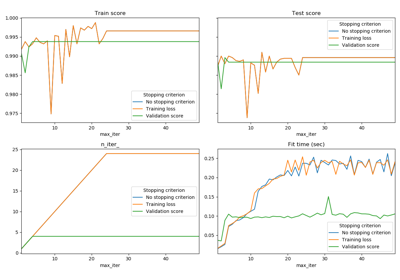 Train score
1.000
0.995
0.990
0.985
0.980
0.975
Stopping criterion
No stopping criterion
Training loss
Validation score
10
20
30
40
max_iter
Test score
Stopping criterion
No stopping criterion
Training loss
Validation score
10
20
30
40
max_iter
n_iter_
25
20
15
10
5
0
Stopping criterion
No stopping criterion
Training loss
Validation score
10
20
30
40
max_iter
Fit time (sec)
0.25
0.20
0.15
0.10
0.05
Stopping criterion
No stopping criterion
Training loss
Validation score
10
20
30
40
max_iter